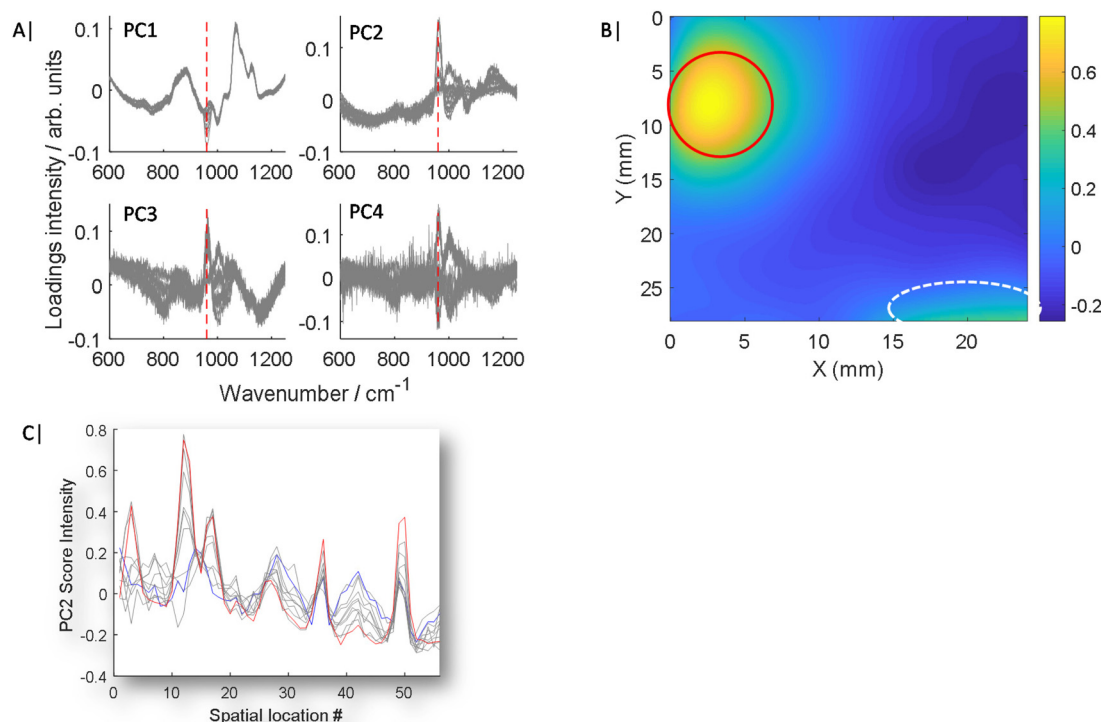 A|
PC1
PC2
0.1
0
-0.1
600 800 1000 1200
0.1
0
-0.1
600 800 1000 1200
PC3
PC4
0.1
0
-0.1
600 800 1000 1200
0.1
0
-0.1
600 800 1000 1200
Loadings intensity / arb. units
Wavenumber / cm-1
B|
0
5
10
15
20
25
Y (mm)
0 5 10 15 20
X (mm)
0.6
0.4
0.2
0
-0.2
C|
0.8
0.6
0.4
0.2
0
-0.2
-0.4
PC2 Score Intensity
0 10 20 30 40 50
Spatial location #